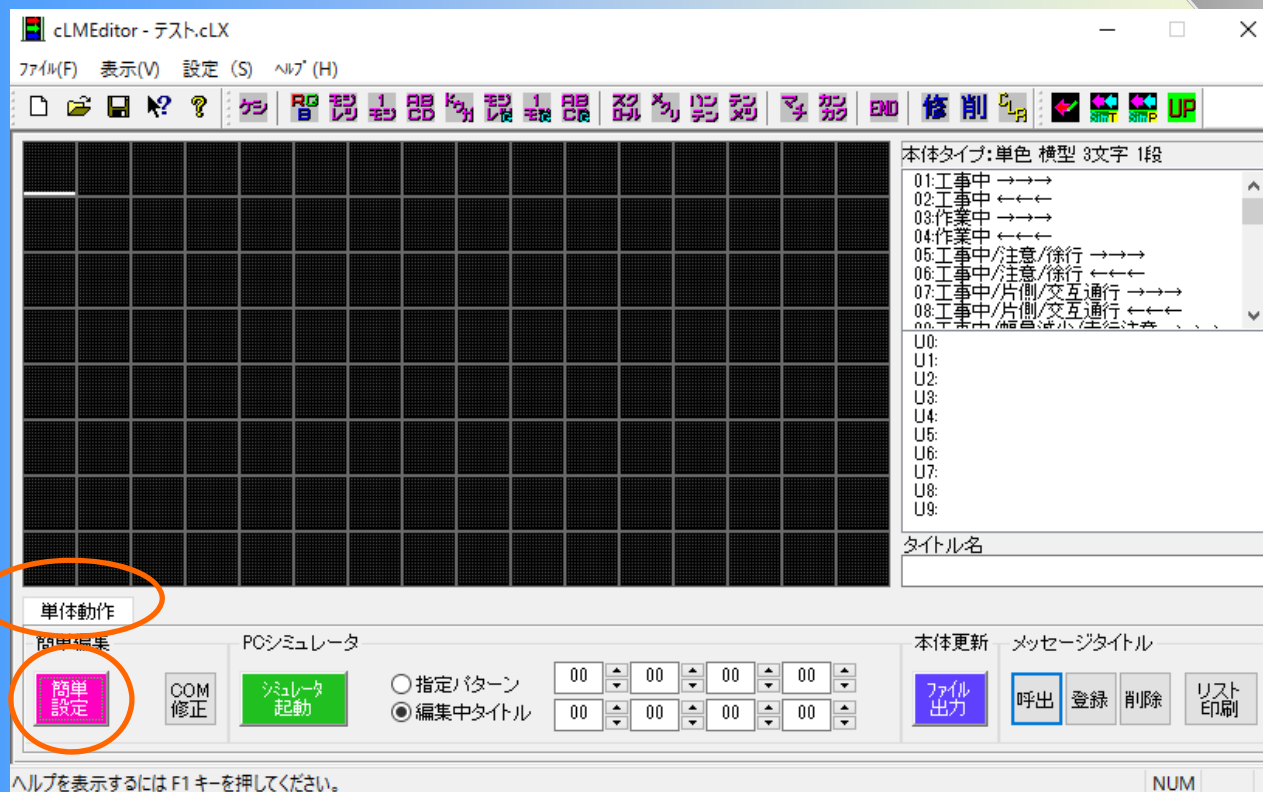 cLMEditor - テスト.cLX
ファイル(F) 表示(V) 設定 (S) ヘルプ (H)
ケシ RGB END 修 削 CLR SimT SimP UP
本体タイプ:単色 横型 3文字 1段
01:工事中 →→→
02:工事中 ←←←
03:作業中 →→→
04:作業中 ←←←
05:工事中/注意/徐行 →→→
06:工事中/注意/徐行 ←←←
07:工事中/片側/交互通行 →→→
08:工事中/片側/交互通行 ←←←
U0:
U1:
U2:
U3:
U4:
U5:
U6:
U7:
U8:
U9:
タイトル名
単体動作
簡単編集 PCシミュレータ 本体更新 メッセージタイトル
簡単
設定
COM
修正
シミュレータ
起動
指定パターン 00 00 00 00
編集中タイトル 00 00 00 00
ファイル
出力
呼出 登録 削除
リスト
印刷
ヘルプを表示するには F1 キーを押してください。 NUM